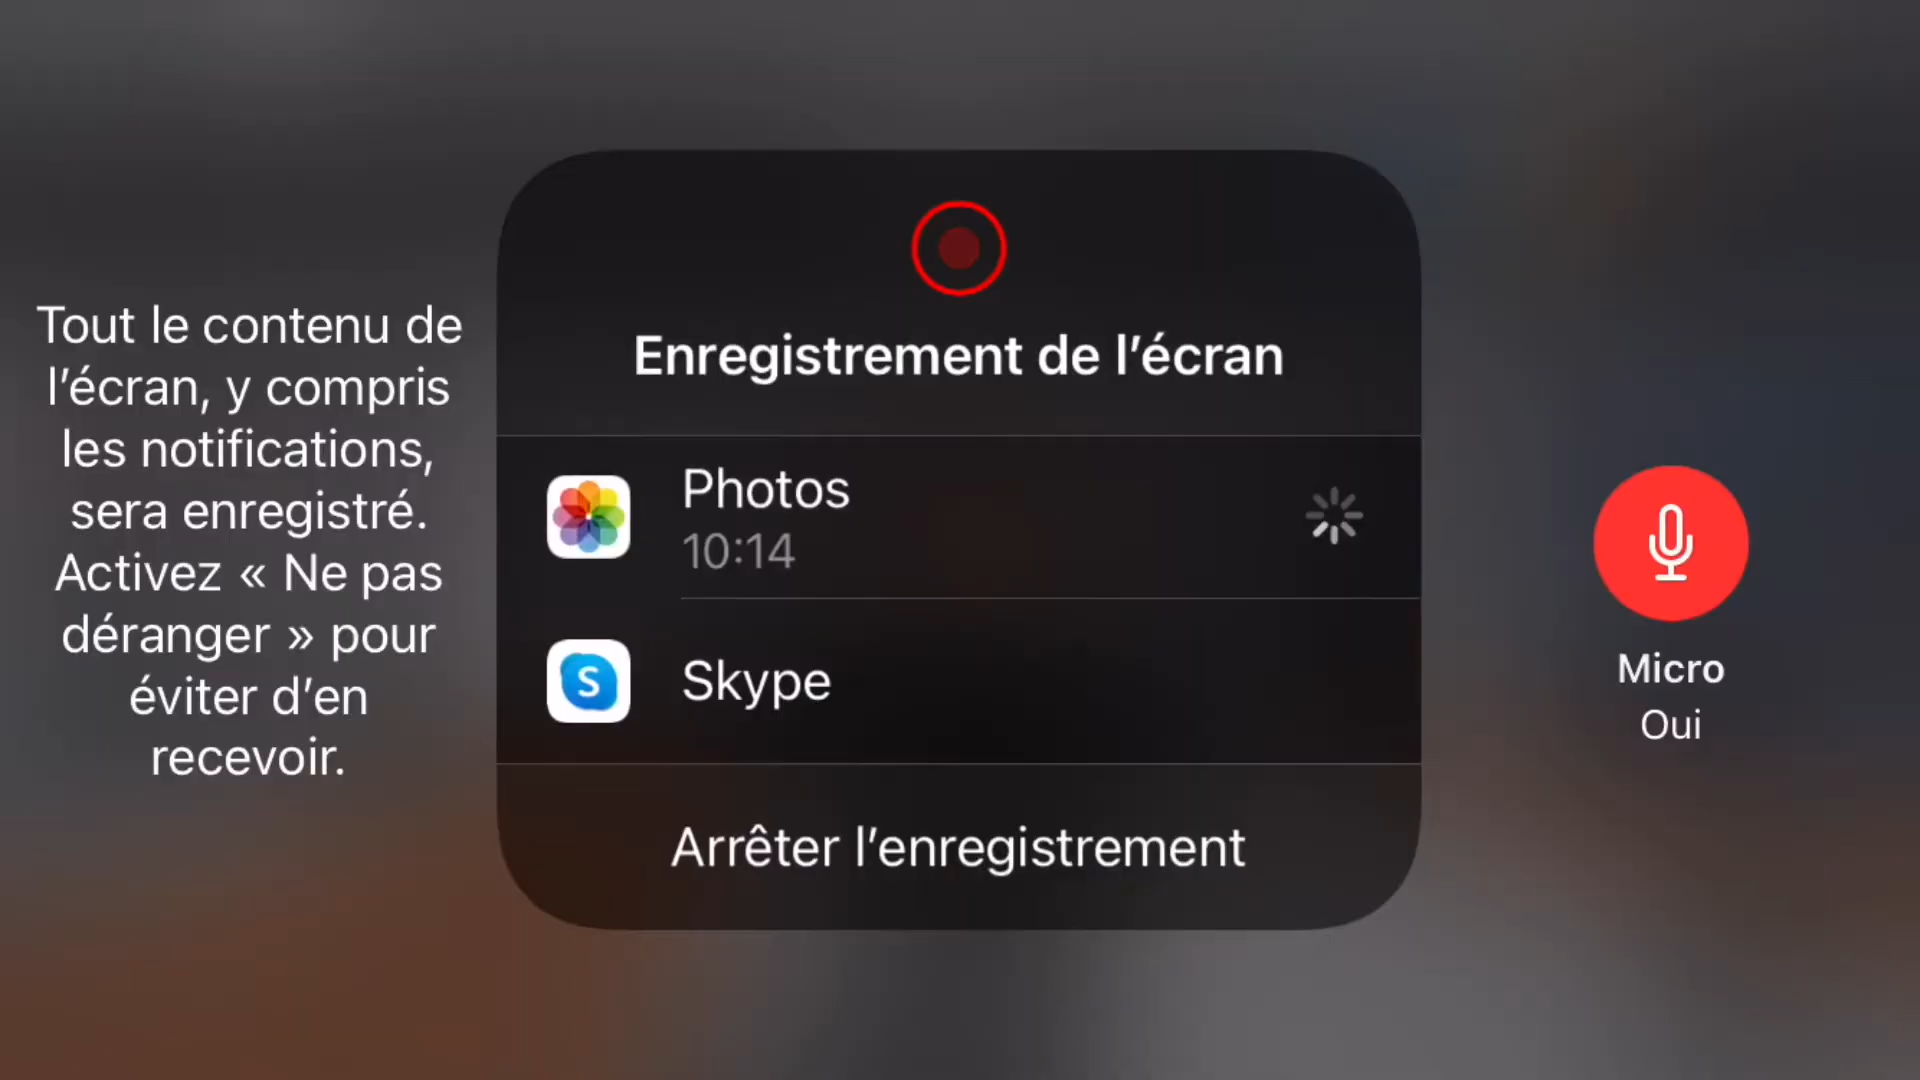 Tout le contenu de
l’écran, y compris
les notifications,
sera enregistré.
Activez « Ne pas
déranger » pour
éviter d’en
recevoir.
Enregistrement de l’écran
Photos
10:14
S
Skype
Arrêter l’enregistrement
Micro
Oui